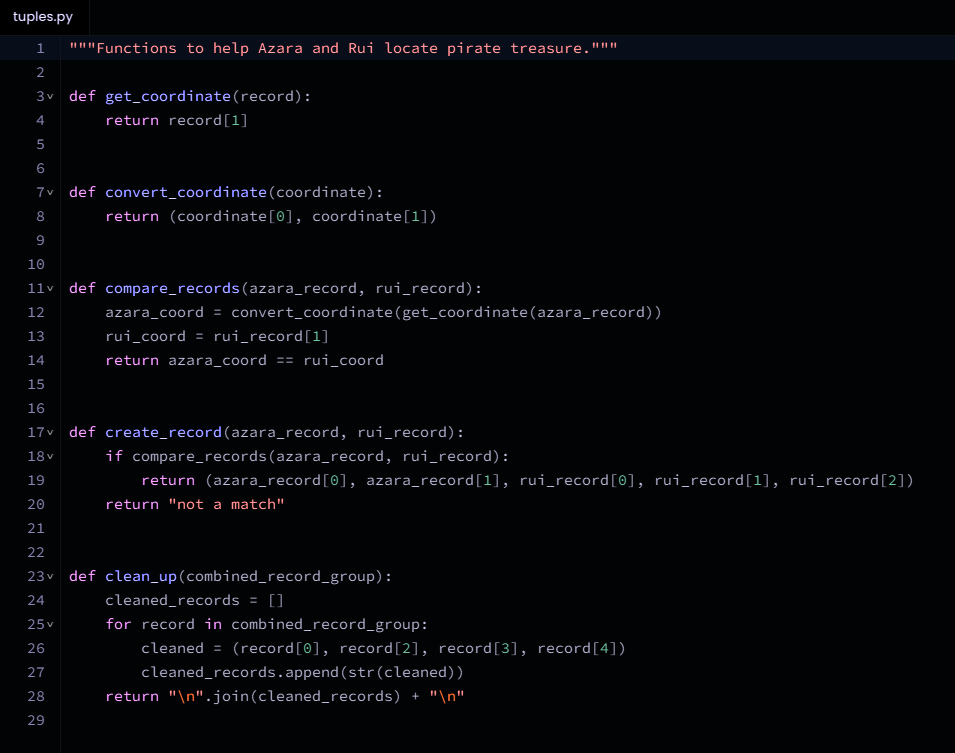 tuples.py
1 """Functions to help Azara and Rui locate pirate treasure."""
2
3 def get_coordinate(record):
4     return record[1]
5
6
7 def convert_coordinate(coordinate):
8     return (coordinate[0], coordinate[1])
9
10
11 def compare_records(azara_record, rui_record):
12     azara_coord = convert_coordinate(get_coordinate(azara_record))
13     rui_coord = rui_record[1]
14     return azara_coord == rui_coord
15
16
17 def create_record(azara_record, rui_record):
18     if compare_records(azara_record, rui_record):
19         return (azara_record[0], azara_record[1], rui_record[0], rui_record[1], rui_record[2])
20     return "not a match"
21
22
23 def clean_up(combined_record_group):
24     cleaned_records = []
25     for record in combined_record_group:
26         cleaned = (record[0], record[2], record[3], record[4])
27         cleaned_records.append(str(cleaned))
28     return "\n".join(cleaned_records) + "\n"
29